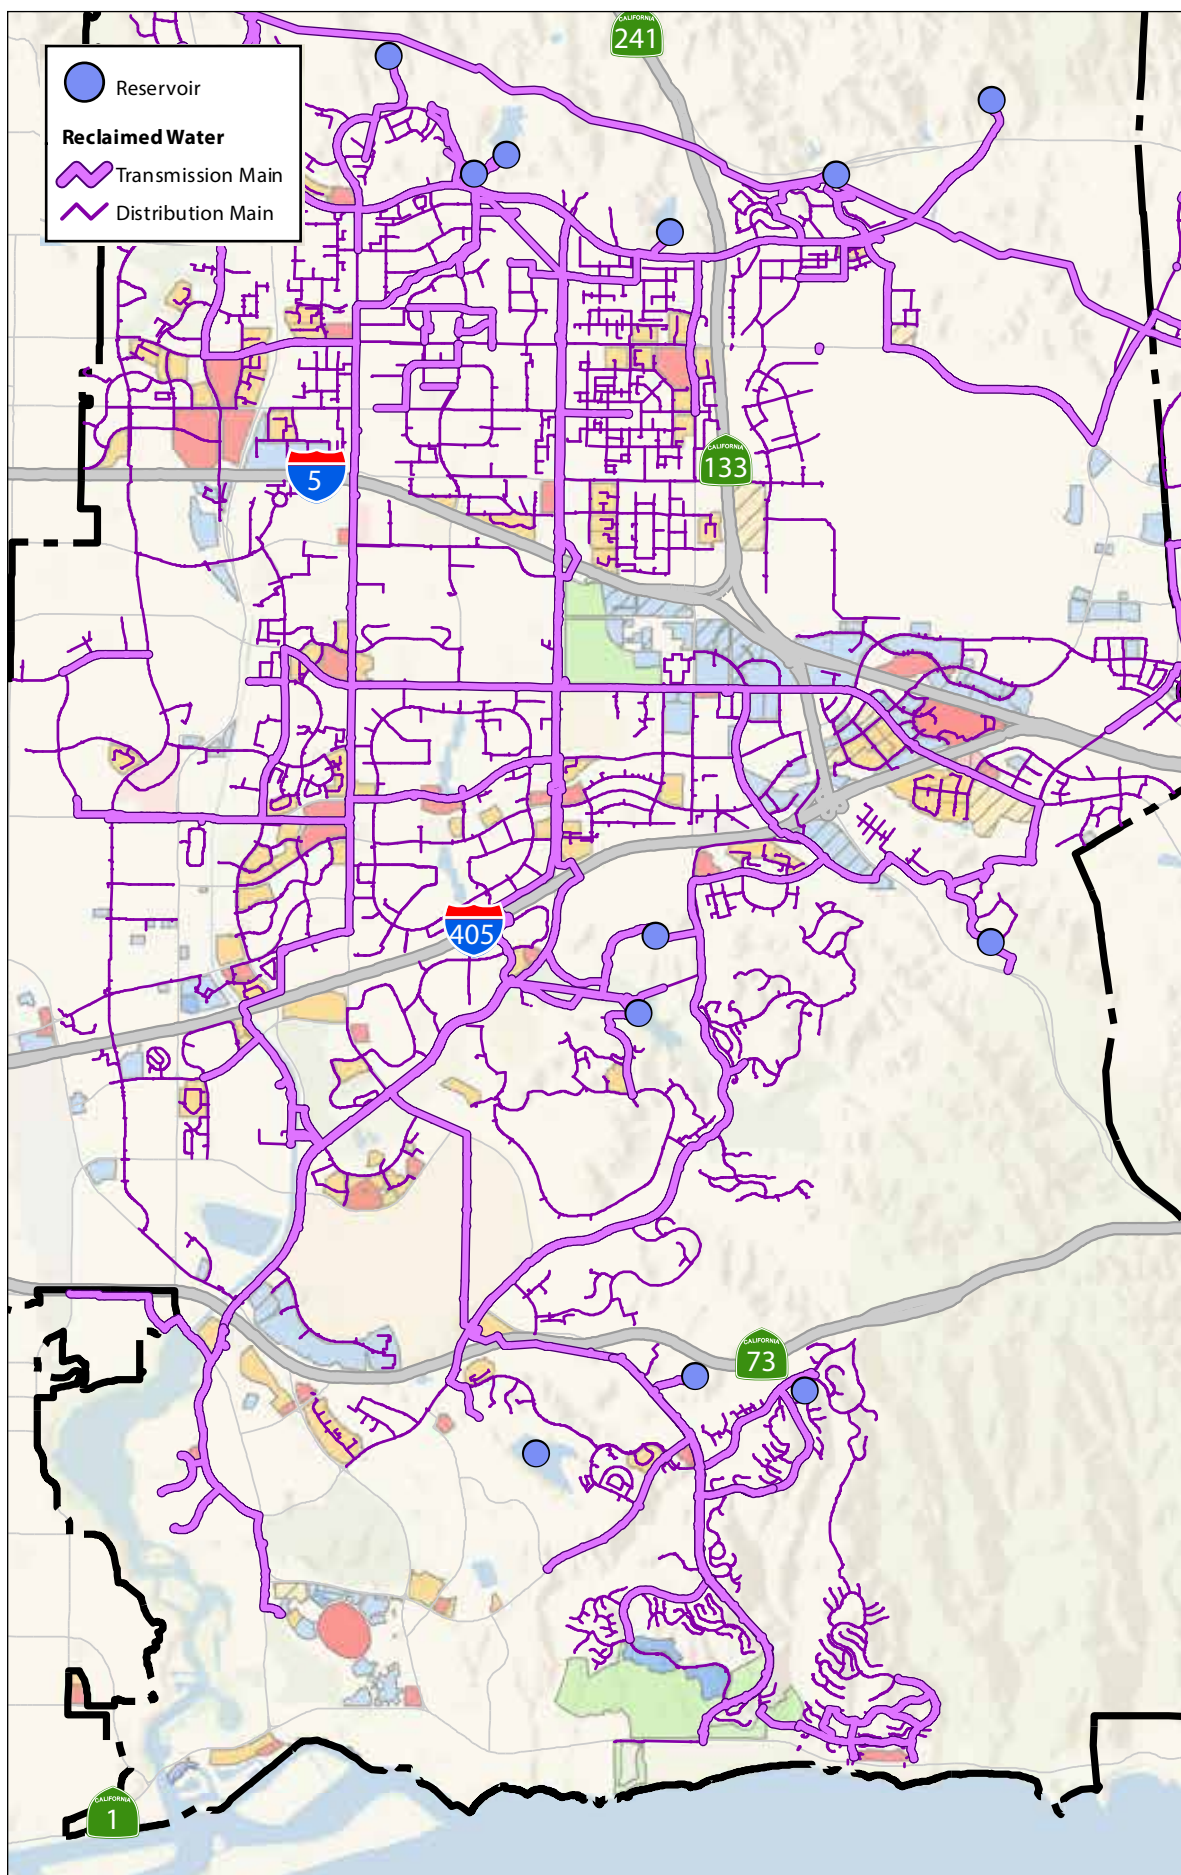 CALIFORNIA
241
Reservoir
Reclaimed Water
Transmission Main
Distribution Main
CALIFORNIA
133
5
405
CALIFORNIA
73
CALIFORNIA
1